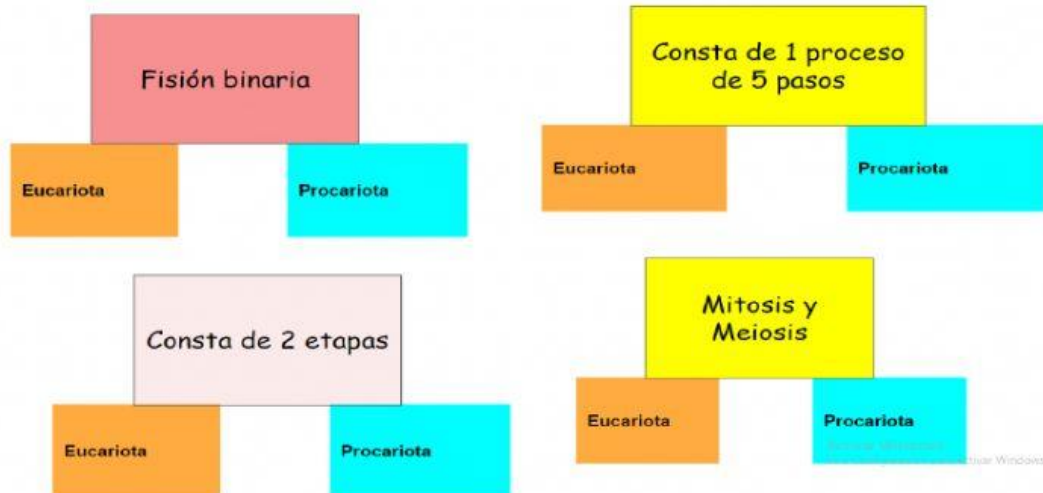 Fisión binaria
Eucariota
Procariota
Consta de 1 proceso
de 5 pasos
Eucariota
Procariota
Consta de 2 etapas
Eucariota
Procariota
Mitosis y
Meiosis
Eucariota
Procariota